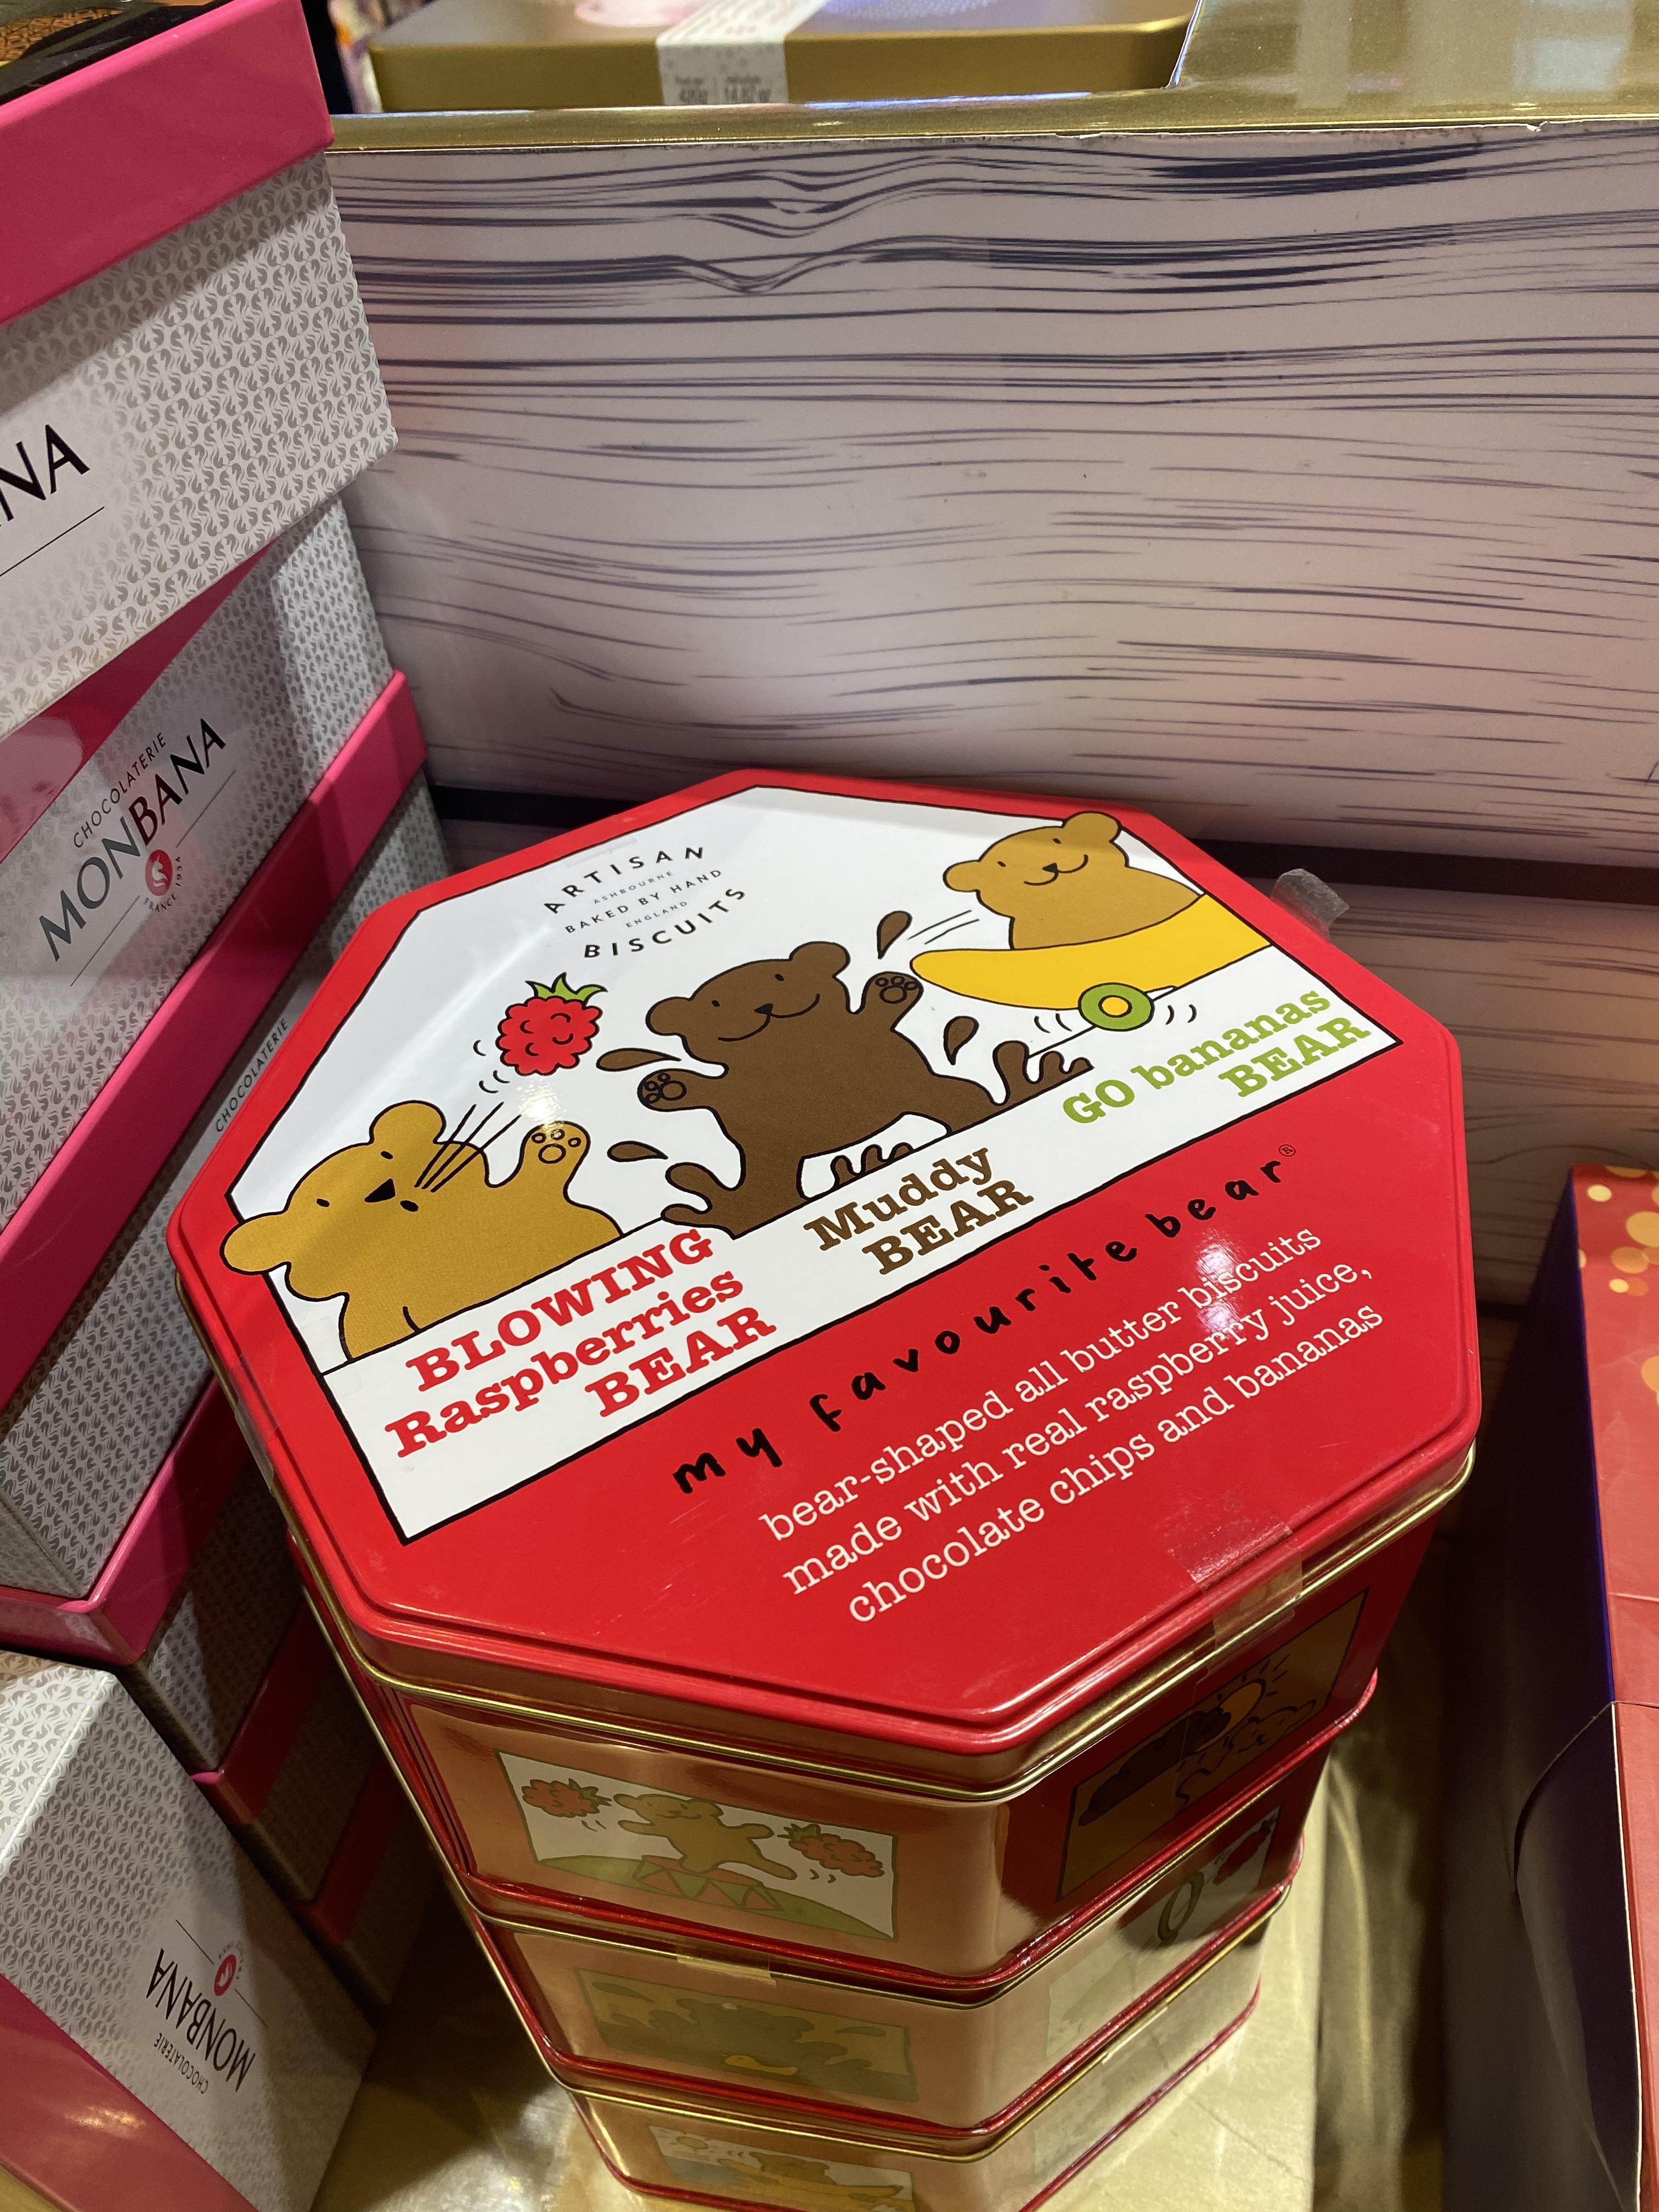 NA
CHOCOLATERIE
MONBANA
FRANCE 1934
CHOCOLATERIE
ARTISAN
ASHBOURNE
BAKED BY HAND
ENGLAND
BISCUITS
GO bananas
BEAR
Muddy
BEAR
BLOWING
Raspberries
BEAR
my favourite bear®
bear-shaped all butter biscuits
made with real raspberry juice,
chocolate chips and bananas
MONBANA
CHOCOLATERIE